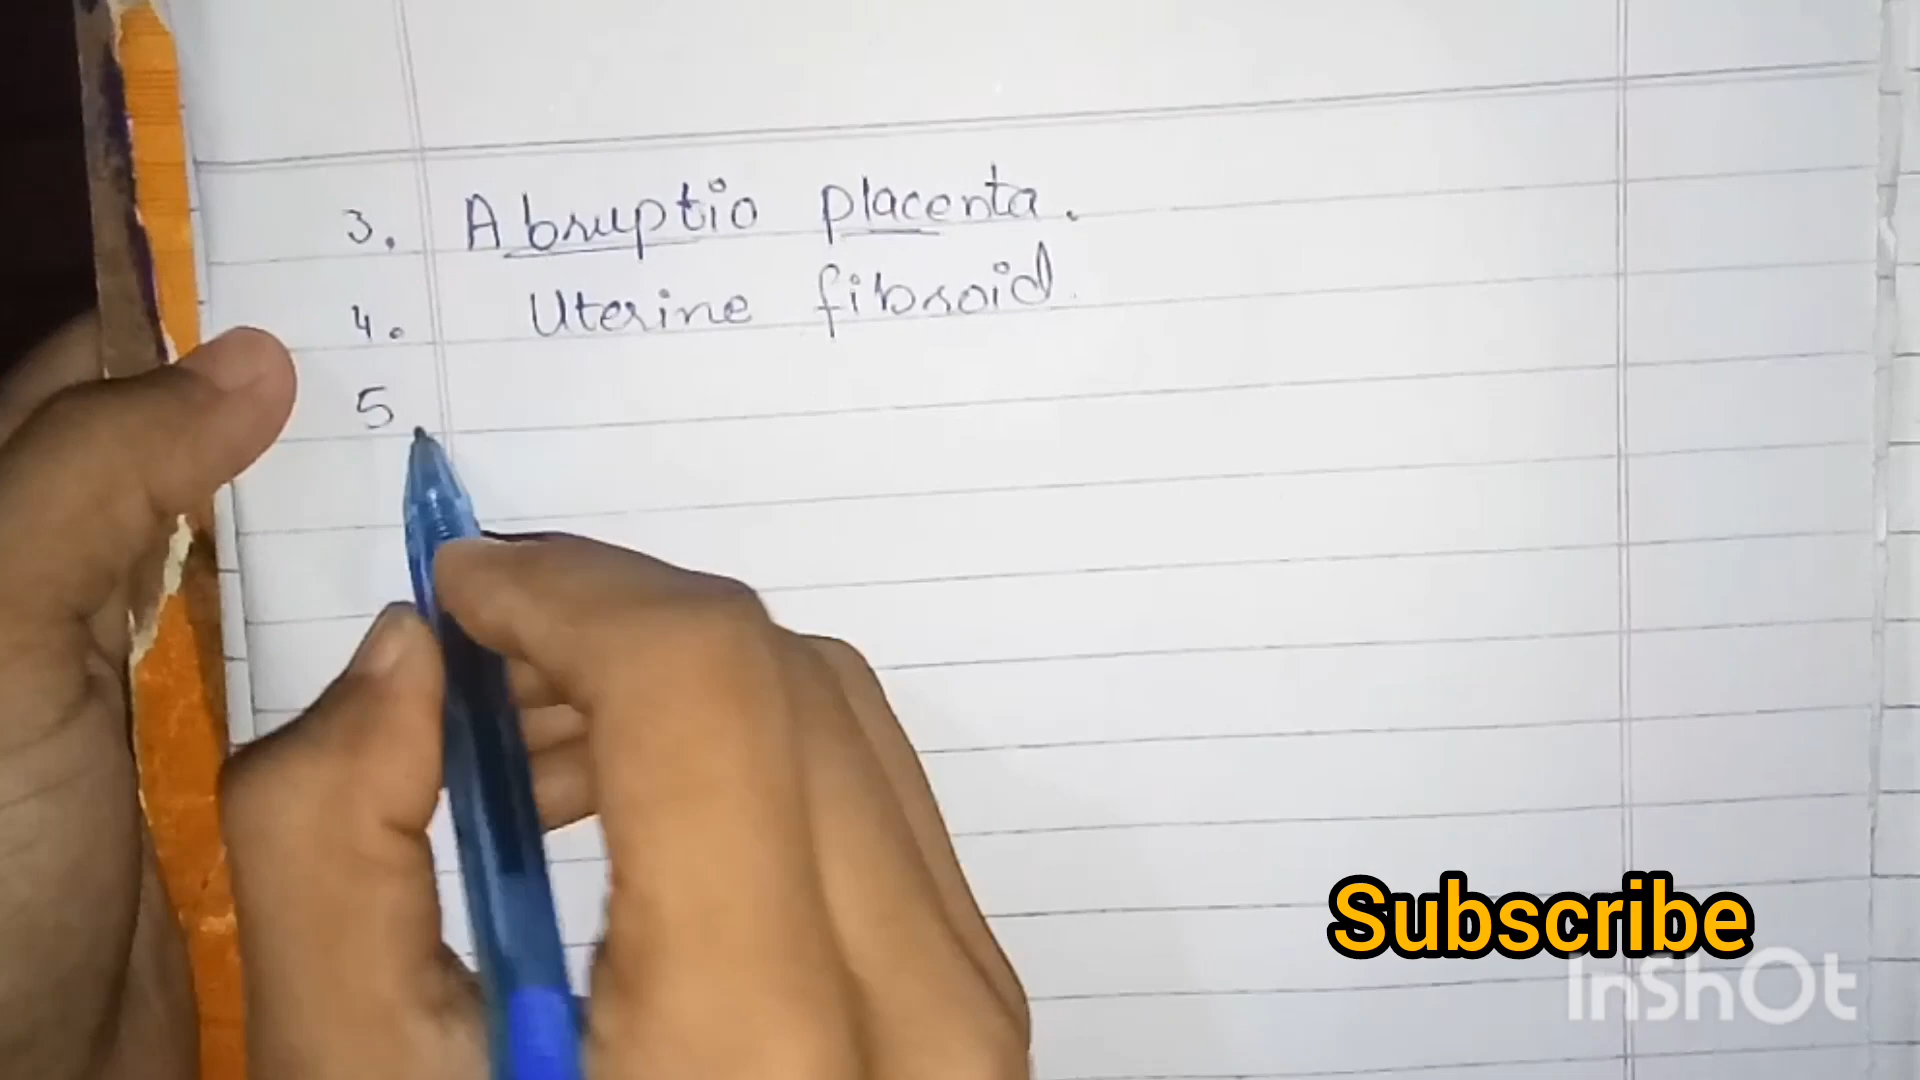 3. Abruptio placenta.
4. Uterine fibroid.
5.
Subscribe
InShOt